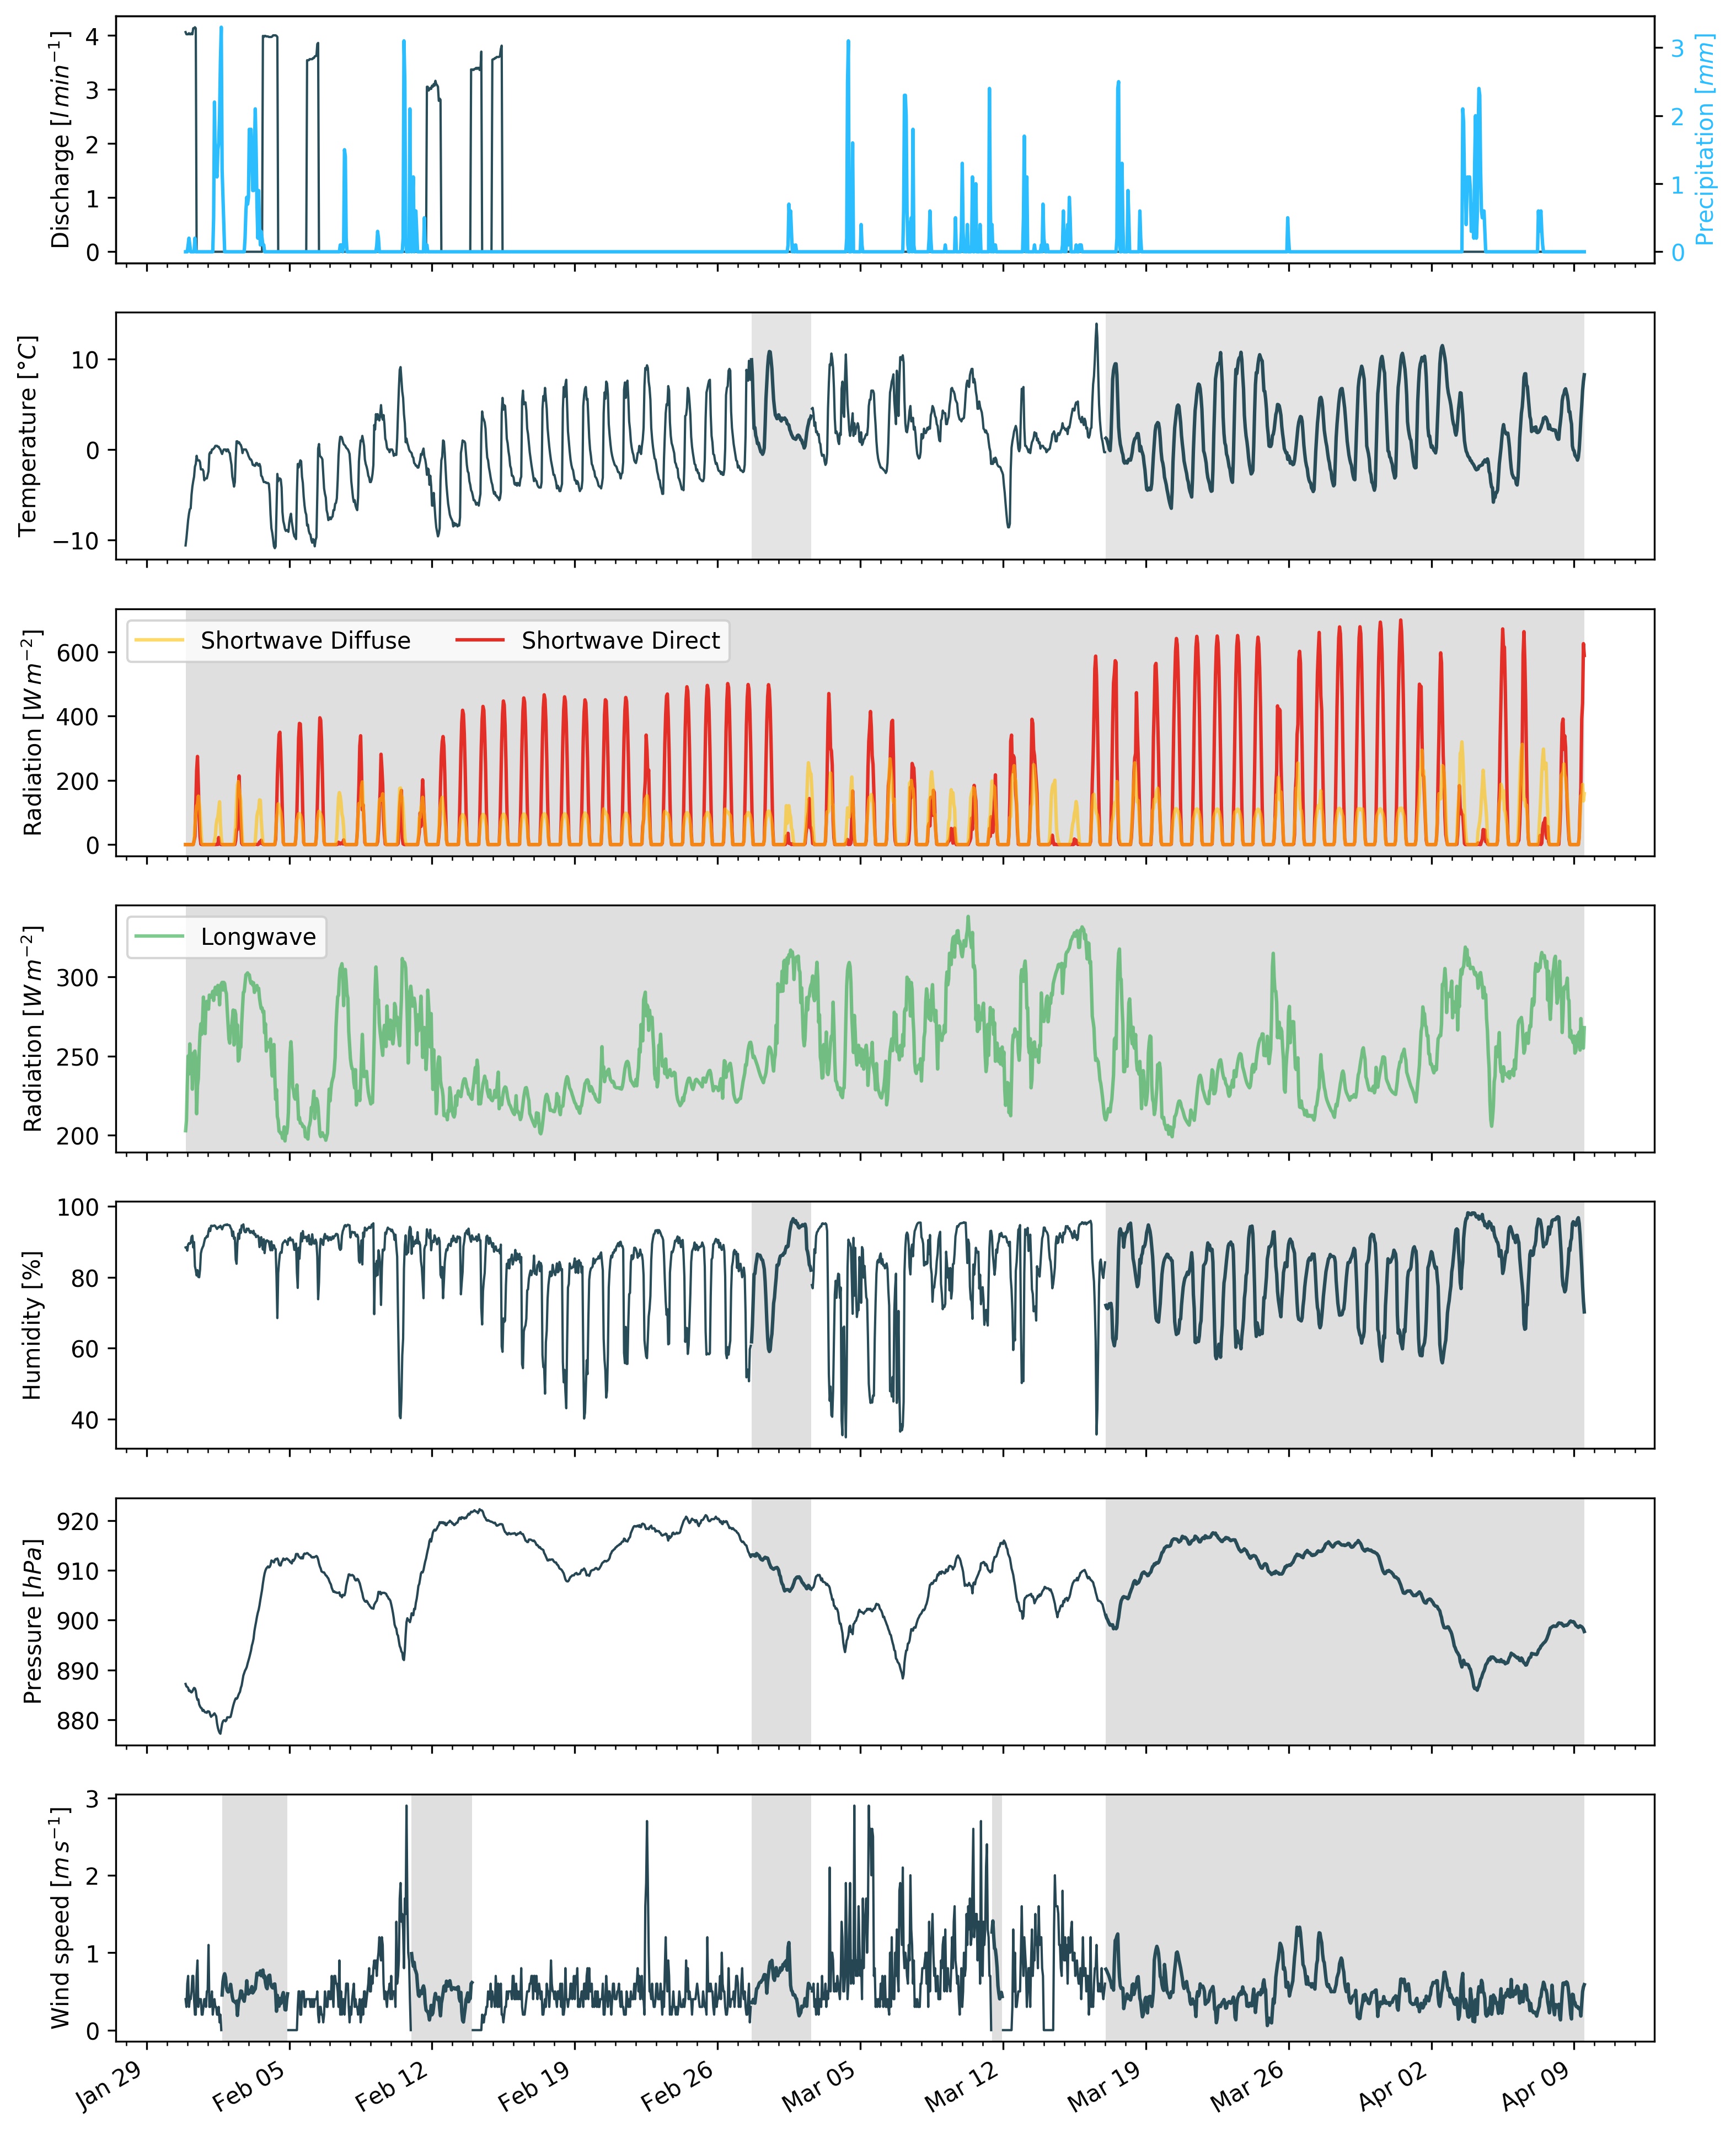 Discharge [l min⁻¹]
4
3
2
1
0
Precipitation [mm]
3
2
1
0
Temperature [°C]
10
0
−10
Radiation [W m⁻²]
600
400
200
0
Shortwave Diffuse
Shortwave Direct
Radiation [W m⁻²]
300
250
200
Longwave
Humidity [%]
100
80
60
40
Pressure [hPa]
920
910
900
890
880
Wind speed [m s⁻¹]
3
2
1
0
Jan 29
Feb 05
Feb 12
Feb 19
Feb 26
Mar 05
Mar 12
Mar 19
Mar 26
Apr 02
Apr 09